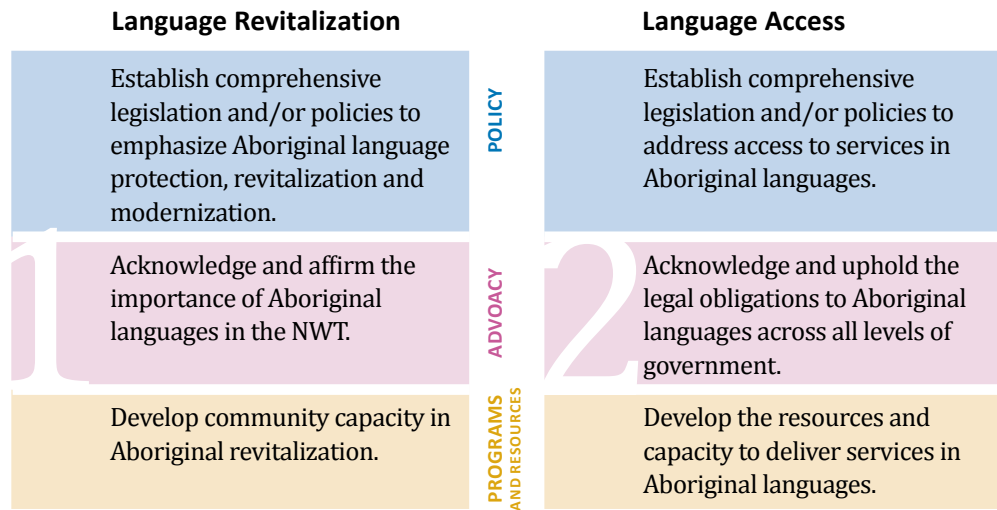 Language Revitalization
Establish comprehensive
legislation and/or policies to
emphasize Aboriginal language
protection, revitalization and
modernization.
1
Acknowledge and affirm the
importance of Aboriginal
languages in the NWT.
Develop community capacity in
Aboriginal revitalization.
POLICY
ADVOACY
PROGRAMS
AND RESOURCES
Language Access
Establish comprehensive
legislation and/or policies to
address access to services in
Aboriginal languages.
2
Acknowledge and uphold the
legal obligations to Aboriginal
languages across all levels of
government.
Develop the resources and
capacity to deliver services in
Aboriginal languages.